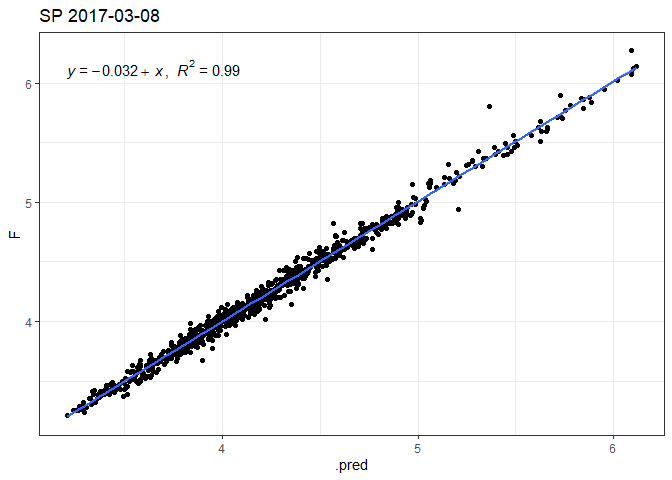 SP 2017-03-08
y = −0.032 + x, R² = 0.99
6
5
4
F
4 5 6
.pred